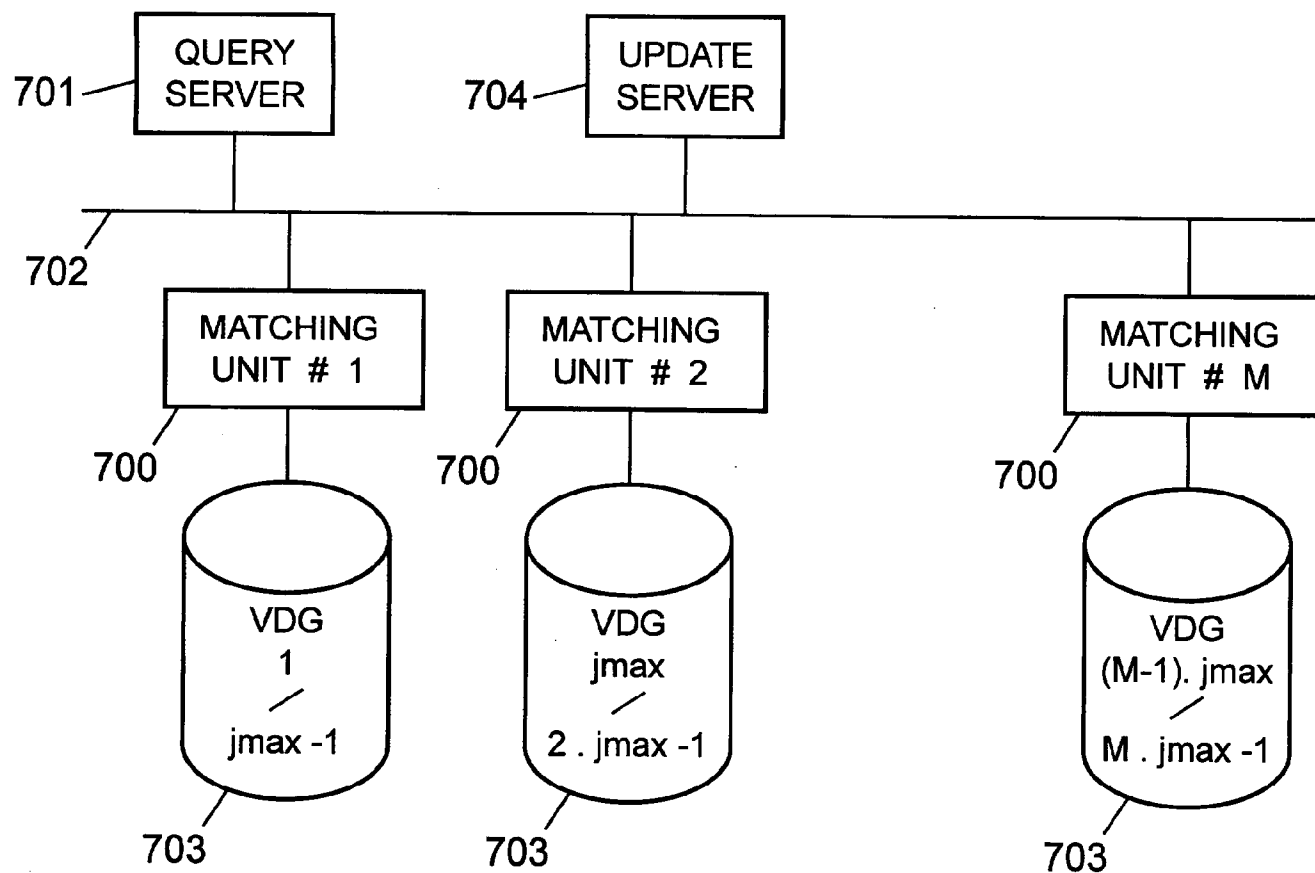 QUERY
SERVER
701
UPDATE
SERVER
704
702
MATCHING
UNIT # 1
700
MATCHING
UNIT # 2
700
MATCHING
UNIT # M
700
VDG
1
/
jmax -1
703
VDG
jmax
/
2 . jmax -1
703
VDG
(M-1). jmax
/
M . jmax -1
703